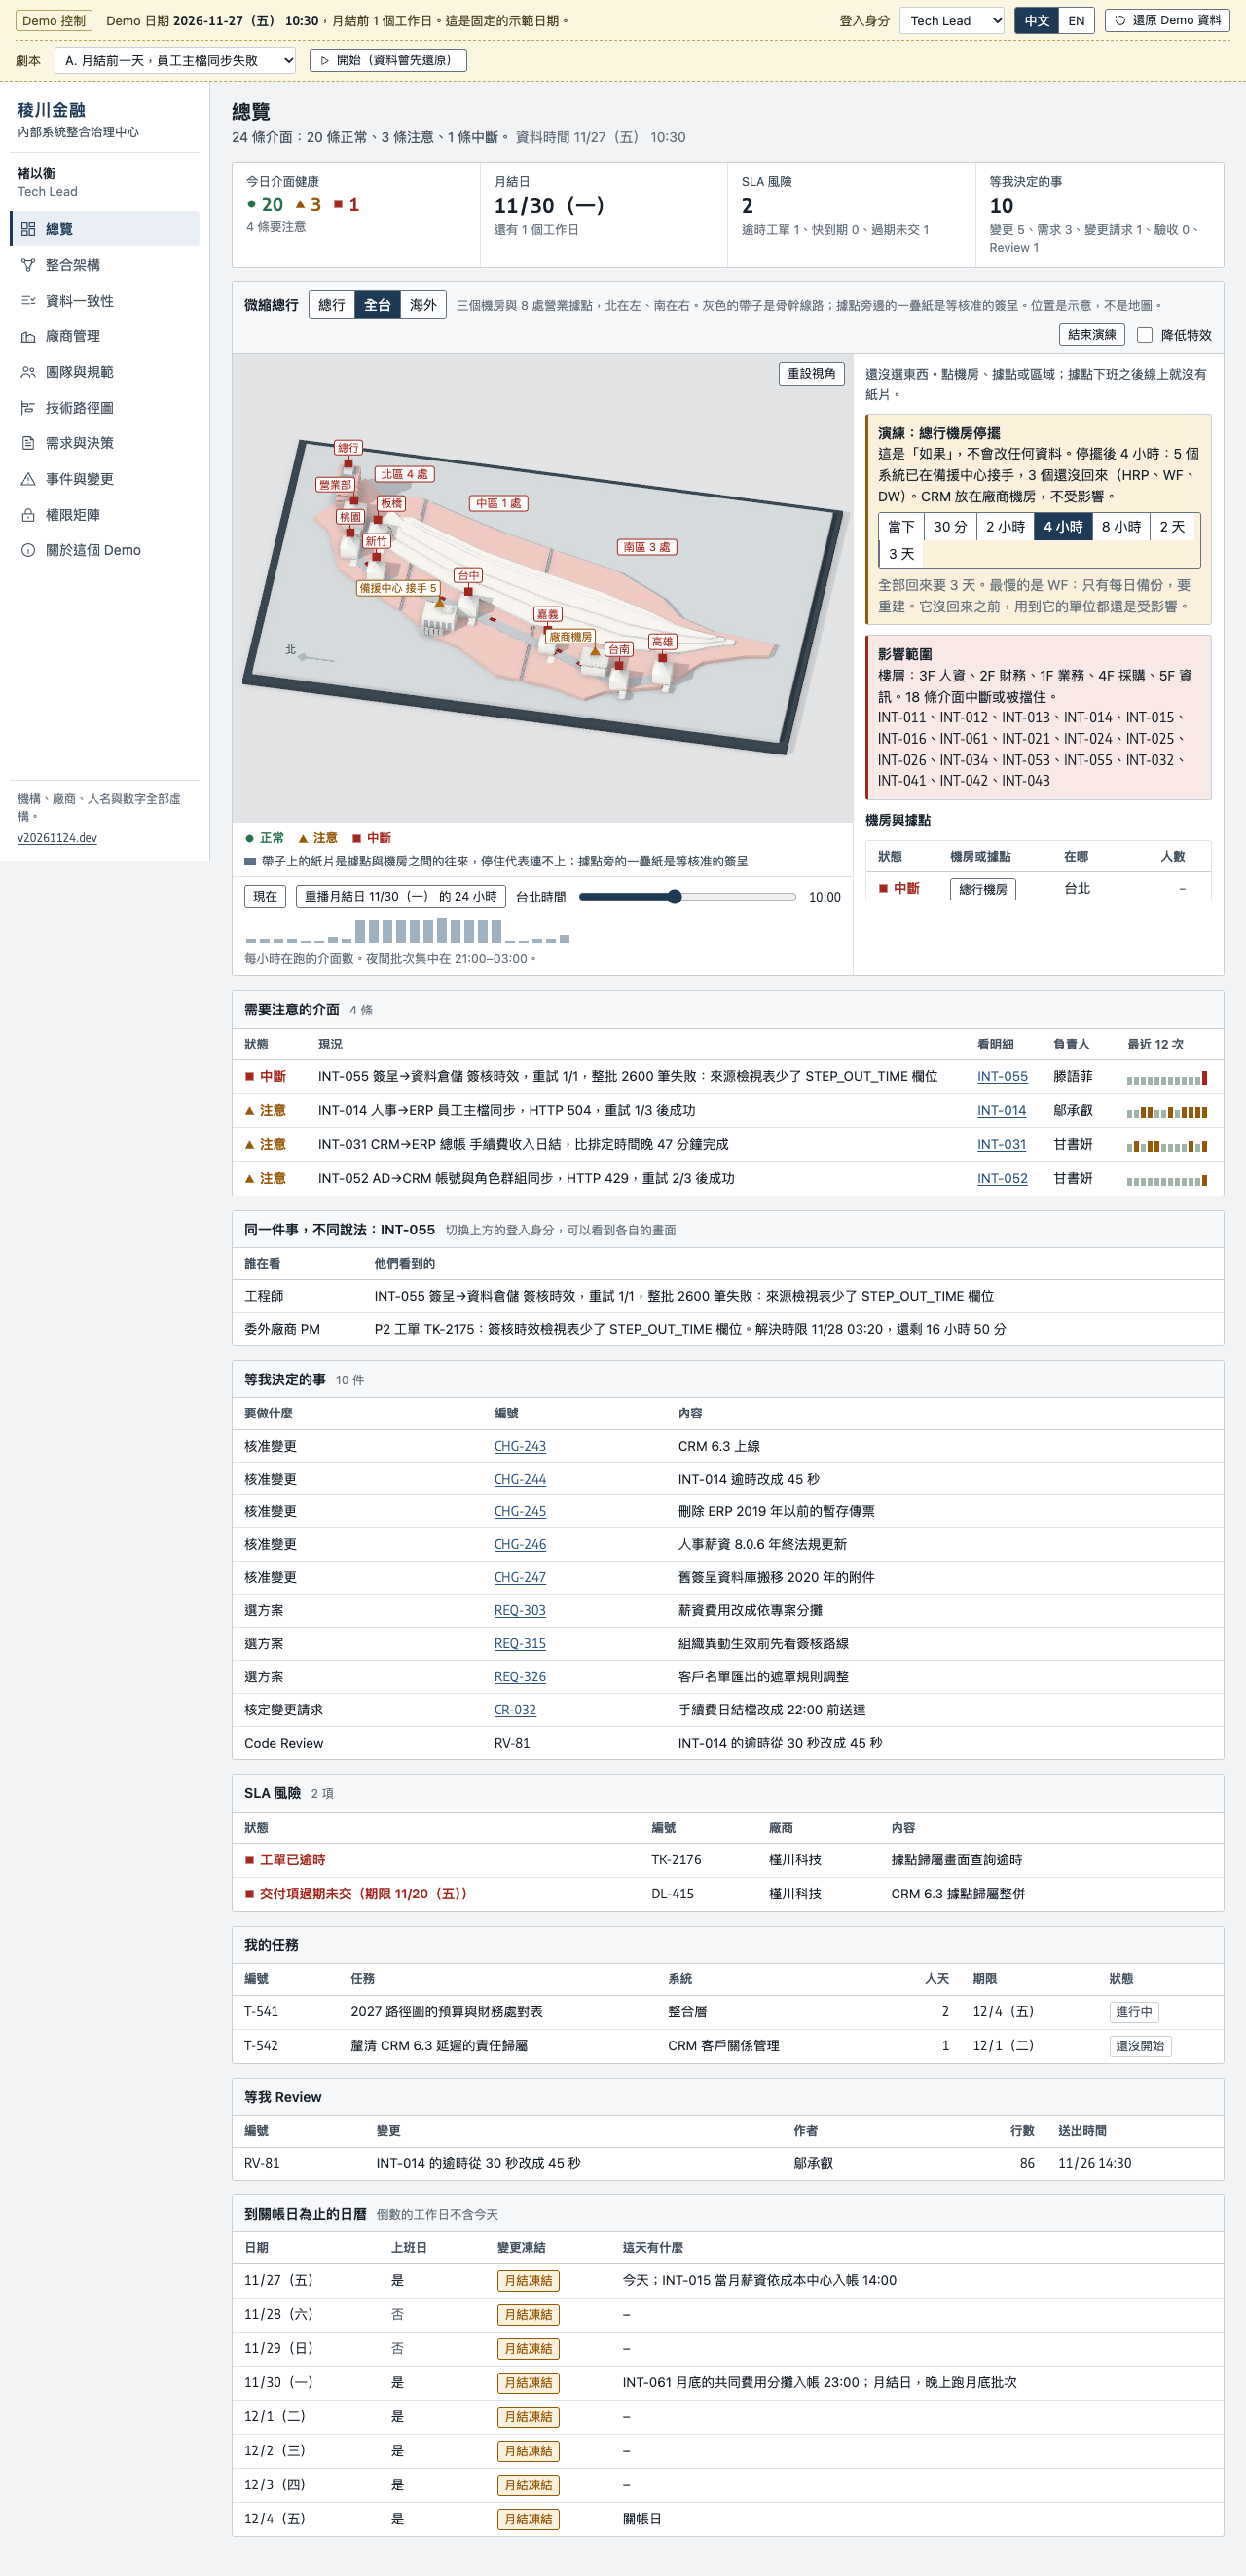 Demo 控制
Demo 日期 2026-11-27（五） 10:30，月結前 1 個工作日。這是固定的示範日期。
登入身分
Tech Lead
中文
EN
還原 Demo 資料
劇本
A. 月結前一天，員工主檔同步失敗
開始（資料會先還原）
稜川金融
內部系統整合治理中心
褚以衡
Tech Lead
總覽
整合架構
資料一致性
廠商管理
團隊與規範
技術路徑圖
需求與決策
事件與變更
權限矩陣
關於這個 Demo
機構、廠商、人名與數字全部虛
構。
v20261124.dev
總覽
24 條介面：20 條正常、3 條注意、1 條中斷。 資料時間 11/27（五） 10:30
今日介面健康
20 3 1
4 條要注意
月結日
11/30（一）
還有 1 個工作日
SLA 風險
2
逾時工單 1、快到期 0、過期未交 1
等我決定的事
10
變更 5、需求 3、變更請求 1、驗收 0、
Review 1
微縮總行
總行
全台
海外
三個機房與 8 處營業據點，北在左、南在右。灰色的帶子是骨幹線路；據點旁邊的一疊紙是等核准的簽呈。位置是示意，不是地圖。
結束演練
降低特效
重設視角
總行
北區 4 處
營業部
板橋
中區 1 處
桃園
新竹
南區 3 處
台中
備援中心 接手 5
嘉義
廠商機房
台南
高雄
北
正常
注意
中斷
帶子上的紙片是據點與機房之間的往來，停住代表連不上；據點旁的一疊紙是等核准的簽呈
現在
重播月結日 11/30（一） 的 24 小時
台北時間
10:00
每小時在跑的介面數。夜間批次集中在 21:00–03:00。
還沒選東西。點機房、據點或區域；據點下班之後線上就沒有
紙片。
演練：總行機房停擺
這是「如果」，不會改任何資料。停擺後 4 小時：5 個
系統已在備援中心接手，3 個還沒回來（HRP、WF、
DW）。CRM 放在廠商機房，不受影響。
當下
30 分
2 小時
4 小時
8 小時
2 天
3 天
全部回來要 3 天。最慢的是 WF：只有每日備份，要
重建。它沒回來之前，用到它的單位都還是受影響。
影響範圍
樓層：3F 人資、2F 財務、1F 業務、4F 採購、5F 資
訊。18 條介面中斷或被擋住。
INT-011、INT-012、INT-013、INT-014、INT-015、
INT-016、INT-061、INT-021、INT-024、INT-025、
INT-026、INT-034、INT-053、INT-055、INT-032、
INT-041、INT-042、INT-043
機房與據點
狀態 機房或據點 在哪 人數
中斷 總行機房 台北 –
需要注意的介面 4 條
狀態 現況 看明細 負責人 最近 12 次
中斷 INT-055 簽呈→資料倉儲 簽核時效，重試 1/1，整批 2600 筆失敗：來源檢視表少了 STEP_OUT_TIME 欄位 INT-055 滕語菲
注意 INT-014 人事→ERP 員工主檔同步，HTTP 504，重試 1/3 後成功 INT-014 鄔承叡
注意 INT-031 CRM→ERP 總帳 手續費收入日結，比排定時間晚 47 分鐘完成 INT-031 甘書妍
注意 INT-052 AD→CRM 帳號與角色群組同步，HTTP 429，重試 2/3 後成功 INT-052 甘書妍
同一件事，不同說法：INT-055 切換上方的登入身分，可以看到各自的畫面
誰在看 他們看到的
工程師 INT-055 簽呈→資料倉儲 簽核時效，重試 1/1，整批 2600 筆失敗：來源檢視表少了 STEP_OUT_TIME 欄位
委外廠商 PM P2 工單 TK-2175：簽核時效檢視表少了 STEP_OUT_TIME 欄位。解決時限 11/28 03:20，還剩 16 小時 50 分
等我決定的事 10 件
要做什麼 編號 內容
核准變更 CHG-243 CRM 6.3 上線
核准變更 CHG-244 INT-014 逾時改成 45 秒
核准變更 CHG-245 刪除 ERP 2019 年以前的暫存傳票
核准變更 CHG-246 人事薪資 8.0.6 年終法規更新
核准變更 CHG-247 舊簽呈資料庫搬移 2020 年的附件
選方案 REQ-303 薪資費用改成依專案分攤
選方案 REQ-315 組織異動生效前先看簽核路線
選方案 REQ-326 客戶名單匯出的遮罩規則調整
核定變更請求 CR-032 手續費日結檔改成 22:00 前送達
Code Review RV-81 INT-014 的逾時從 30 秒改成 45 秒
SLA 風險 2 項
狀態 編號 廠商 內容
工單已逾時 TK-2176 槿川科技 據點歸屬畫面查詢逾時
交付項過期未交（期限 11/20（五）） DL-415 槿川科技 CRM 6.3 據點歸屬整併
我的任務
編號 任務 系統 人天 期限 狀態
T-541 2027 路徑圖的預算與財務處對表 整合層 2 12/4（五） 進行中
T-542 釐清 CRM 6.3 延遲的責任歸屬 CRM 客戶關係管理 1 12/1（二） 還沒開始
等我 Review
編號 變更 作者 行數 送出時間
RV-81 INT-014 的逾時從 30 秒改成 45 秒 鄔承叡 86 11/26 14:30
到關帳日為止的日曆 倒數的工作日不含今天
日期 上班日 變更凍結 這天有什麼
11/27（五） 是 月結凍結 今天；INT-015 當月薪資依成本中心入帳 14:00
11/28（六） 否 月結凍結 –
11/29（日） 否 月結凍結 –
11/30（一） 是 月結凍結 INT-061 月底的共同費用分攤入帳 23:00；月結日，晚上跑月底批次
12/1（二） 是 月結凍結 –
12/2（三） 是 月結凍結 –
12/3（四） 是 月結凍結 –
12/4（五） 是 月結凍結 關帳日